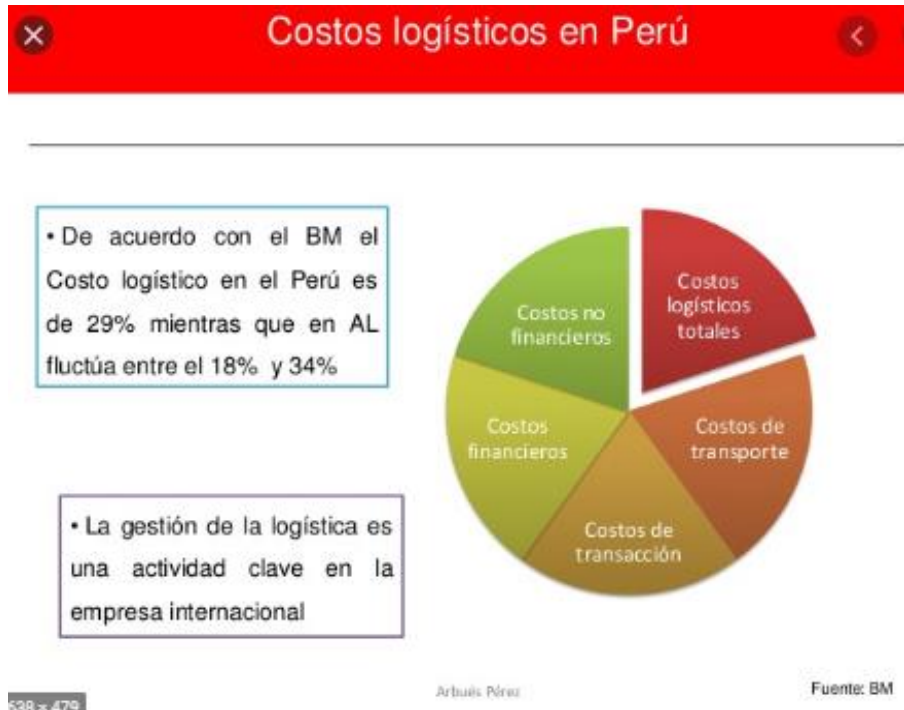 Costos logísticos en Perú
• De acuerdo con el BM el
Costo logístico en el Perú es
de 29% mientras que en AL
fluctúa entre el 18% y 34%
• La gestión de la logística es
una actividad clave en la
empresa internacional
Costos
logísticos
totales
Costos no
financieros
Costos
financieros
Costos de
transporte
Costos de
transacción
Arbués Pérez
Fuente: BM
638 × 479